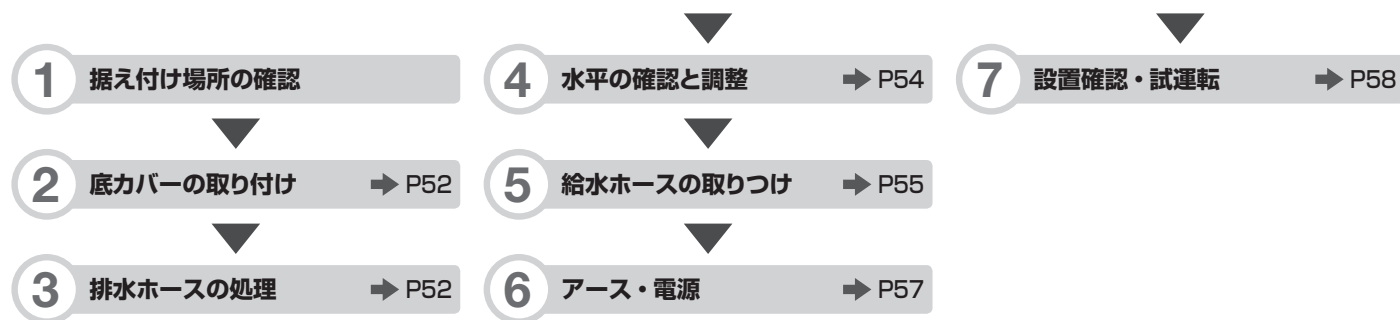 1 据え付け場所の確認
2 底カバーの取り付け ➡ P52
3 排水ホースの処理 ➡ P52
4 水平の確認と調整 ➡ P54
5 給水ホースの取りつけ ➡ P55
6 アース・電源 ➡ P57
7 設置確認・試運転 ➡ P58